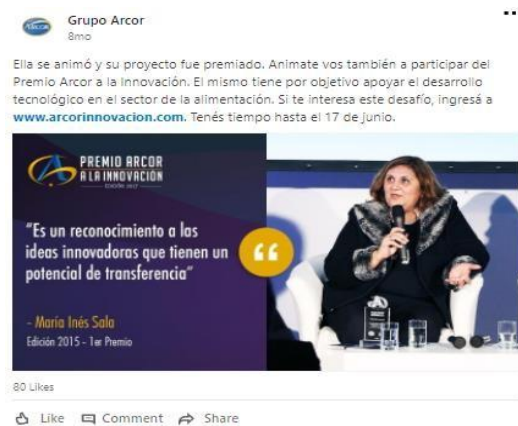 Grupo Arcor
8mo
Ella se animó y su proyecto fue premiado. Animate vos también a participar del
Premio Arcor a la Innovación. El mismo tiene por objetivo apoyar el desarrollo
tecnológico en el sector de la alimentación. Si te interesa este desafío, ingresá a
www.arcorinnovacion.com. Tenés tiempo hasta el 17 de junio.
PREMIO ARCOR
A LA INNOVACIÓN
"Es un reconocimiento a las
ideas innovadoras que tienen un
potencial de transferencia"
- María Inés Sala
Edición 2015 - 1er Premio
80 Likes
Like Comment Share